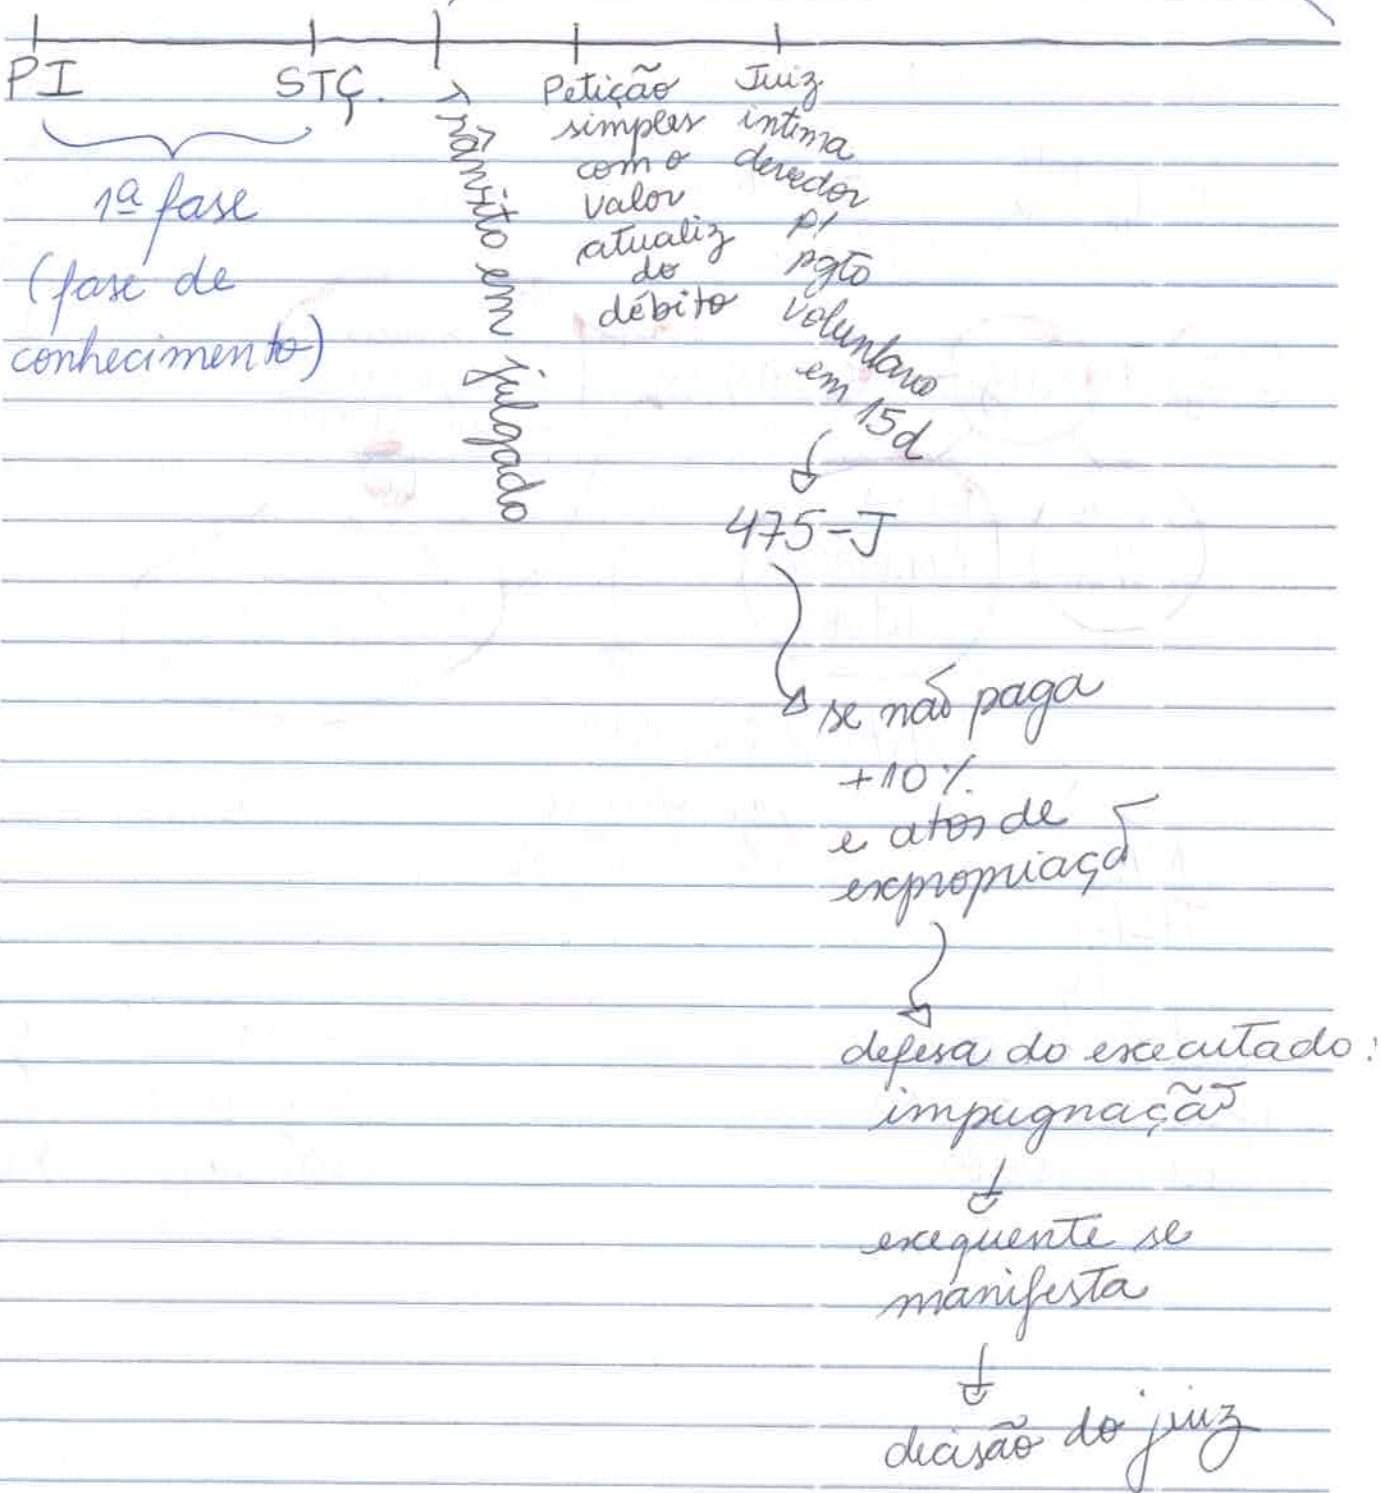 PI
STÇ.
1ª fase
(fase de
conhecimento)
Trânsito em julgado
Petição
simples
com o
valor
atualiz
do
débito
Juiz
intima
devedor
p/
pgto
voluntário
em 15d
475-J
se não paga
+10%
e atos de
expropriação
defesa do executado:
impugnação
exequente se
manifesta
decisão do juiz